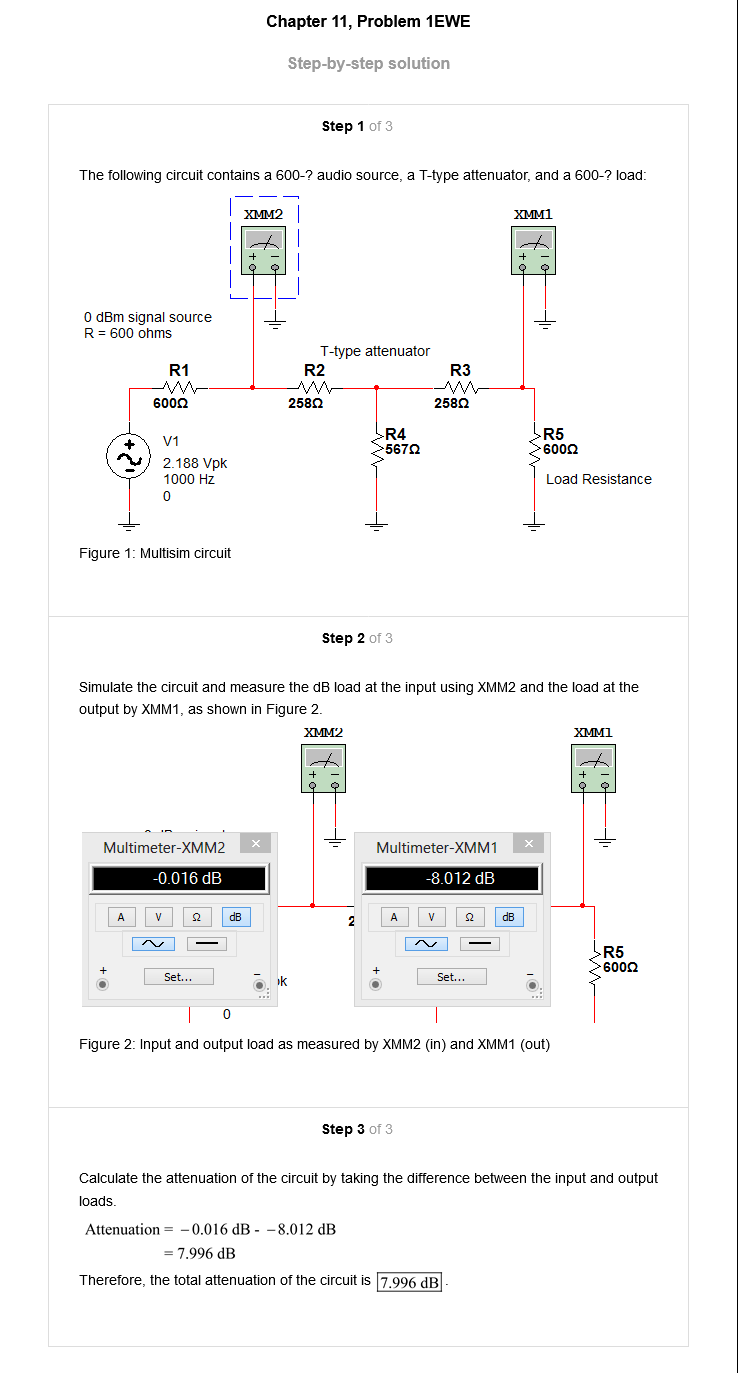 Chapter 11, Problem 1EWE
Step-by-step solution
Step 1 of 3
The following circuit contains a 600-? audio source, a T-type attenuator, and a 600-? load:
XMM2
XMM1
0 dBm signal source
R = 600 ohms
T-type attenuator
R1
R2
R3
600Ω
258Ω
258Ω
V1
2.188 Vpk
1000 Hz
0
R4
567Ω
R5
600Ω
Load Resistance
Figure 1: Multisim circuit
Step 2 of 3
Simulate the circuit and measure the dB load at the input using XMM2 and the load at the
output by XMM1, as shown in Figure 2.
XMM2
XMM1
Multimeter-XMM2
-0.016 dB
A V Ω dB
Set...
+ -
Multimeter-XMM1
-8.012 dB
A V Ω dB
Set...
+ -
2
R5
600Ω
pk
0
Figure 2: Input and output load as measured by XMM2 (in) and XMM1 (out)
Step 3 of 3
Calculate the attenuation of the circuit by taking the difference between the input and output
loads.
Attenuation = −0.016 dB - −8.012 dB
= 7.996 dB
Therefore, the total attenuation of the circuit is 7.996 dB.